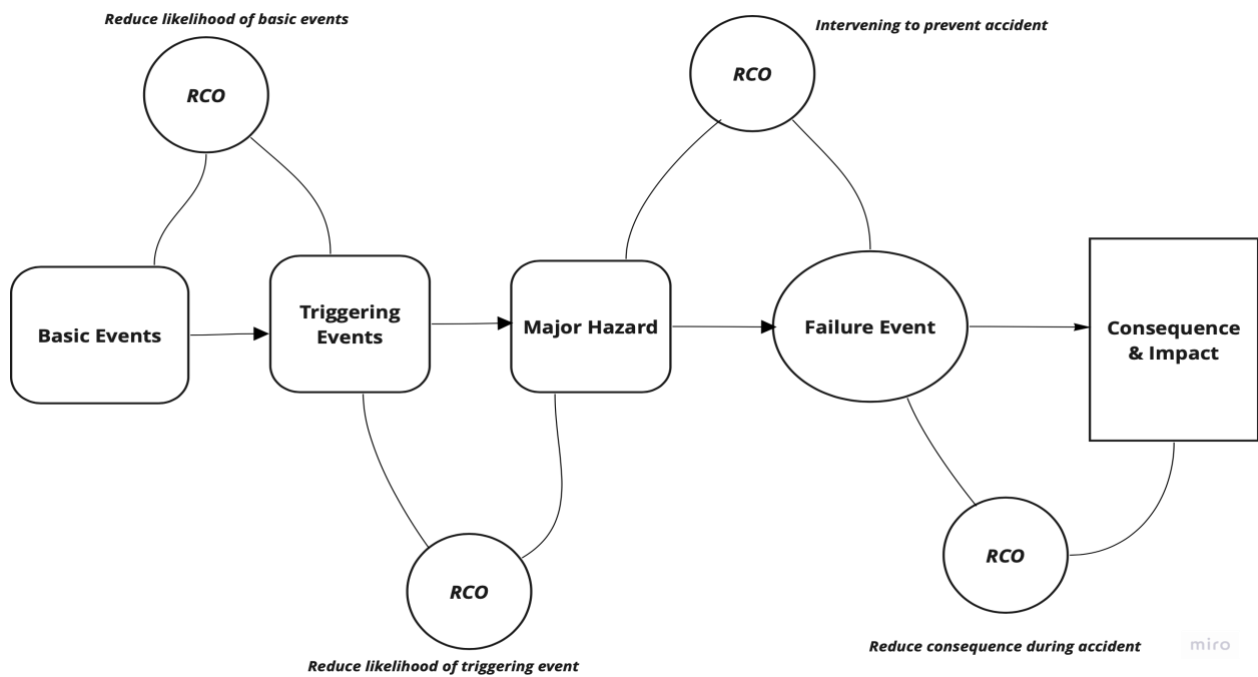 Reduce likelihood of basic events
Intervening to prevent accident
RCO
RCO
Basic Events
Triggering
Events
Major Hazard
Failure Event
Consequence
& Impact
RCO
RCO
Reduce likelihood of triggering event
Reduce consequence during accident
miro